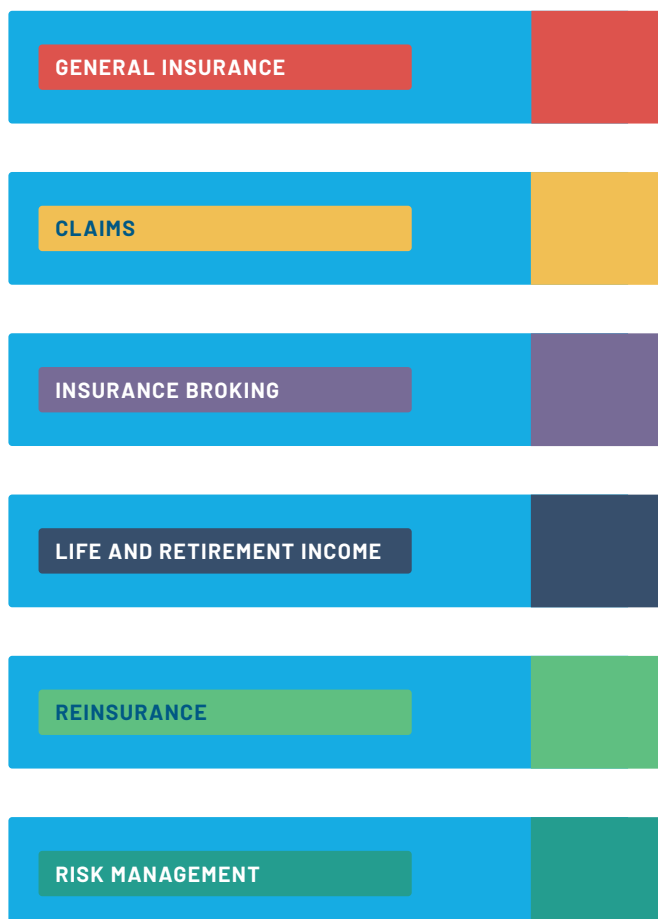 GENERAL INSURANCE
CLAIMS
INSURANCE BROKING
LIFE AND RETIREMENT INCOME
REINSURANCE
RISK MANAGEMENT